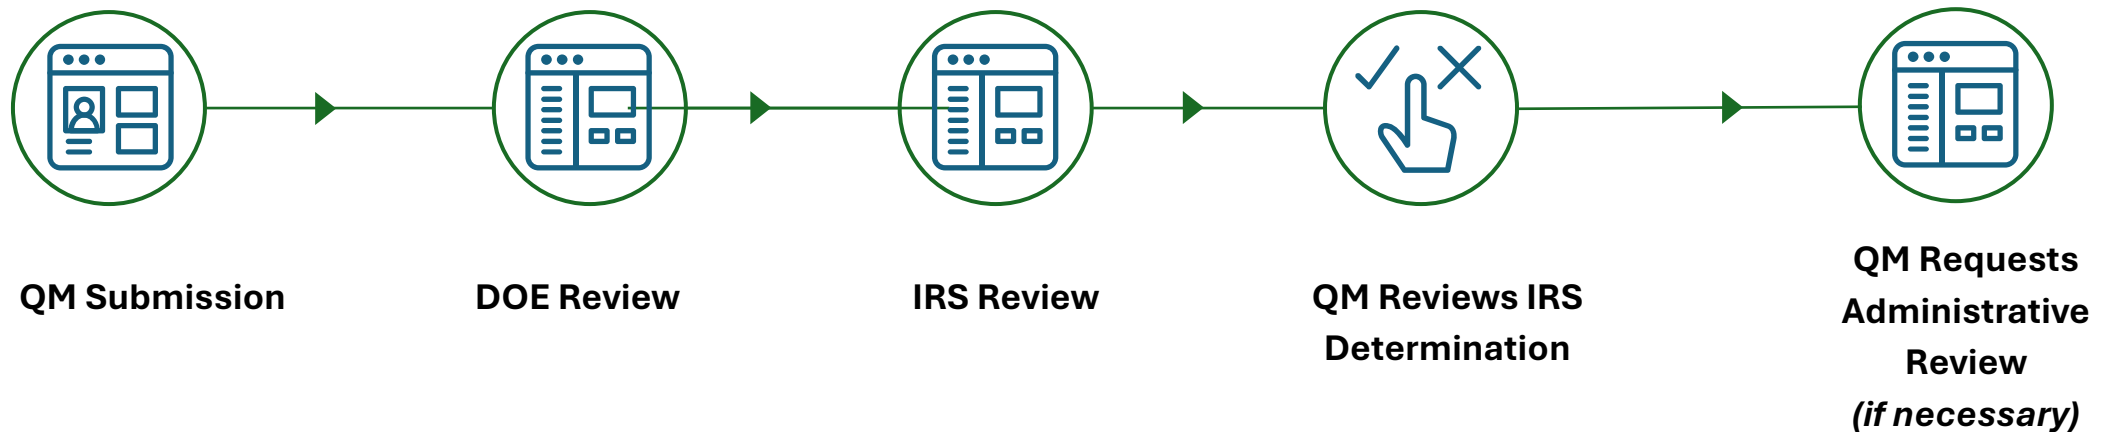 QM Submission
DOE Review
IRS Review
QM Reviews IRS
Determination
QM Requests
Administrative
Review
(if necessary)